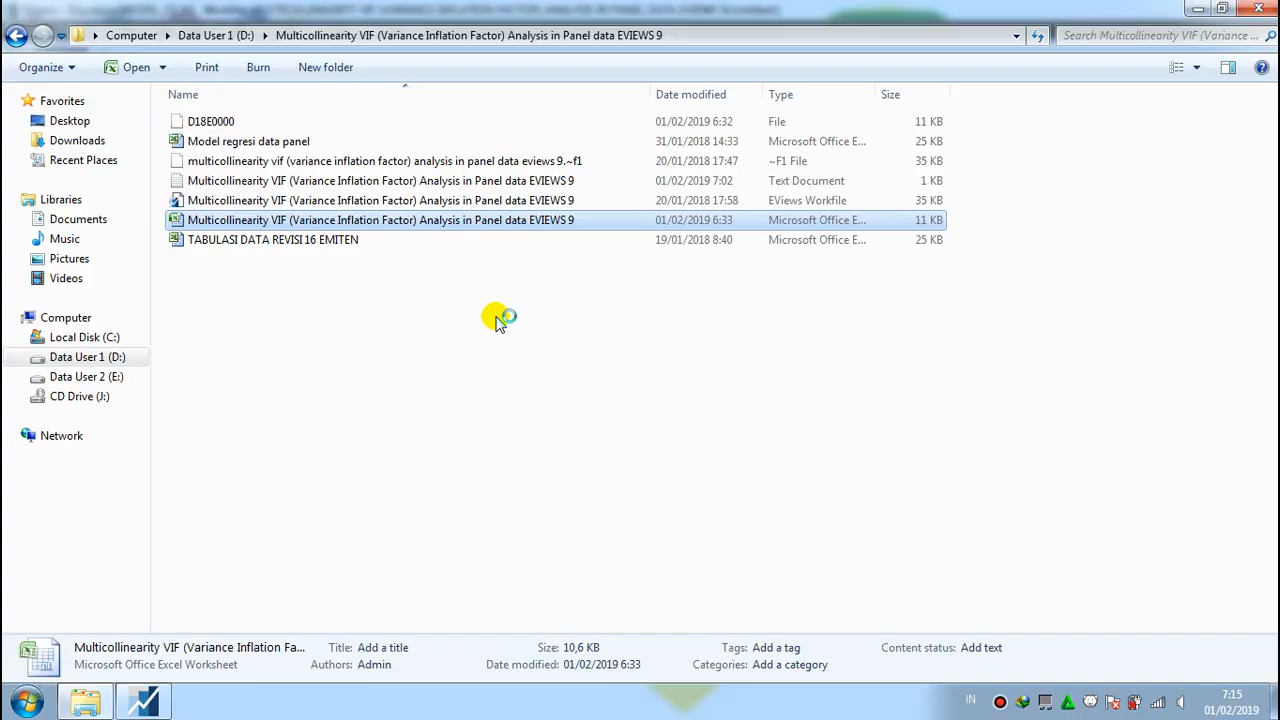 Computer Data User 1 (D:) Multicollinearity VIF (Variance Inflation Factor) Analysis in Panel data EVIEWS 9 Search Multicollinearity VIF (Variance ...
Organize Open Print Burn New folder
Name Date modified Type Size
Favorites
Desktop
Downloads
Recent Places
Libraries
Documents
Music
Pictures
Videos
Computer
Local Disk (C:)
Data User 1 (D:)
Data User 2 (E:)
CD Drive (J:)
Network
D18E0000 01/02/2019 6:32 File 11 KB
Model regresi data panel 31/01/2018 14:33 Microsoft Office E... 25 KB
multicollinearity vif (variance inflation factor) analysis in panel data eviews 9.~f1 20/01/2018 17:47 ~F1 File 35 KB
Multicollinearity VIF (Variance Inflation Factor) Analysis in Panel data EVIEWS 9 01/02/2019 7:02 Text Document 1 KB
Multicollinearity VIF (Variance Inflation Factor) Analysis in Panel data EVIEWS 9 20/01/2018 17:58 EViews Workfile 35 KB
Multicollinearity VIF (Variance Inflation Factor) Analysis in Panel data EVIEWS 9 01/02/2019 6:33 Microsoft Office E... 11 KB
TABULASI DATA REVISI 16 EMITEN 19/01/2018 8:40 Microsoft Office E... 25 KB
Multicollinearity VIF (Variance Inflation Fa... Title: Add a title Size: 10,6 KB Tags: Add a tag Content status: Add text
Microsoft Office Excel Worksheet Authors: Admin Date modified: 01/02/2019 6:33 Categories: Add a category
IN 7:15
01/02/2019